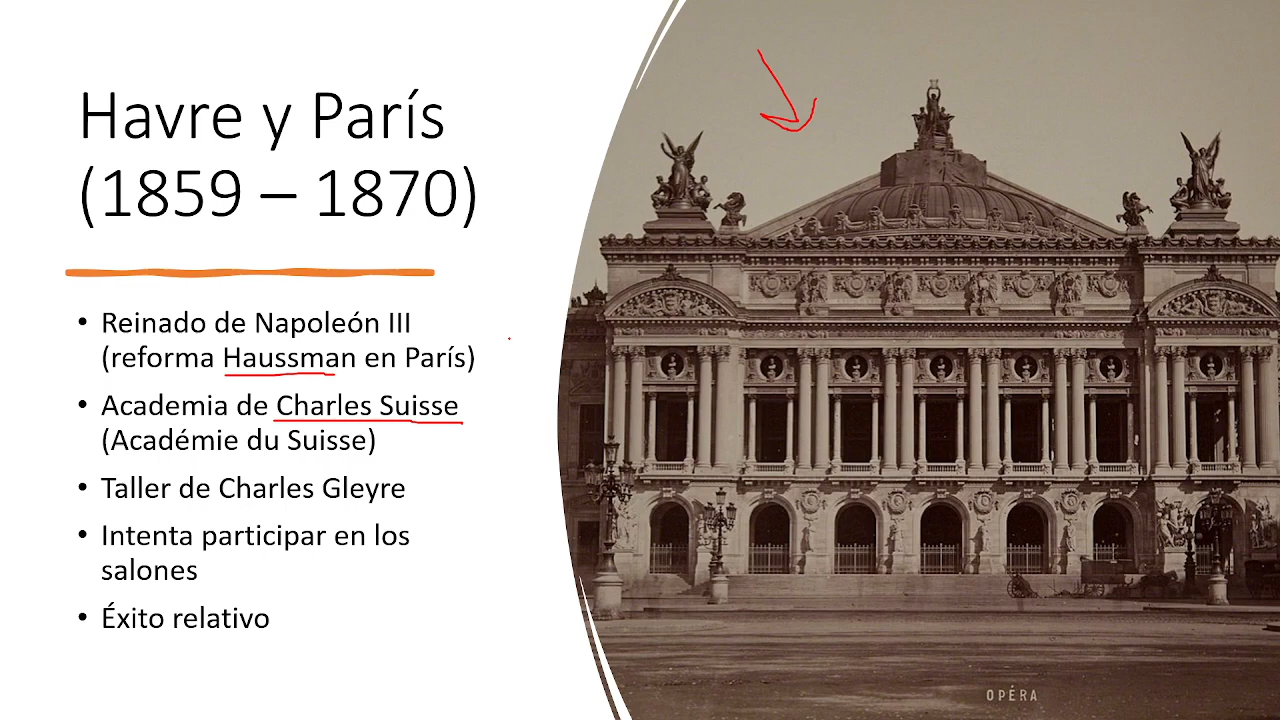 Havre y París
(1859 – 1870)
• Reinado de Napoleón III
(reforma Haussman en París)
• Academia de Charles Suisse
(Académie du Suisse)
• Taller de Charles Gleyre
• Intenta participar en los
salones
• Éxito relativo
OPÉRA